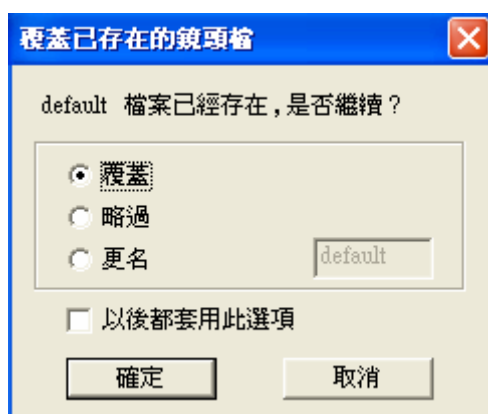 覆蓋已存在的鏡頭檔
default 檔案已經存在,是否繼續?
覆蓋
略過
更名 default
以後都套用此選項
確定 取消